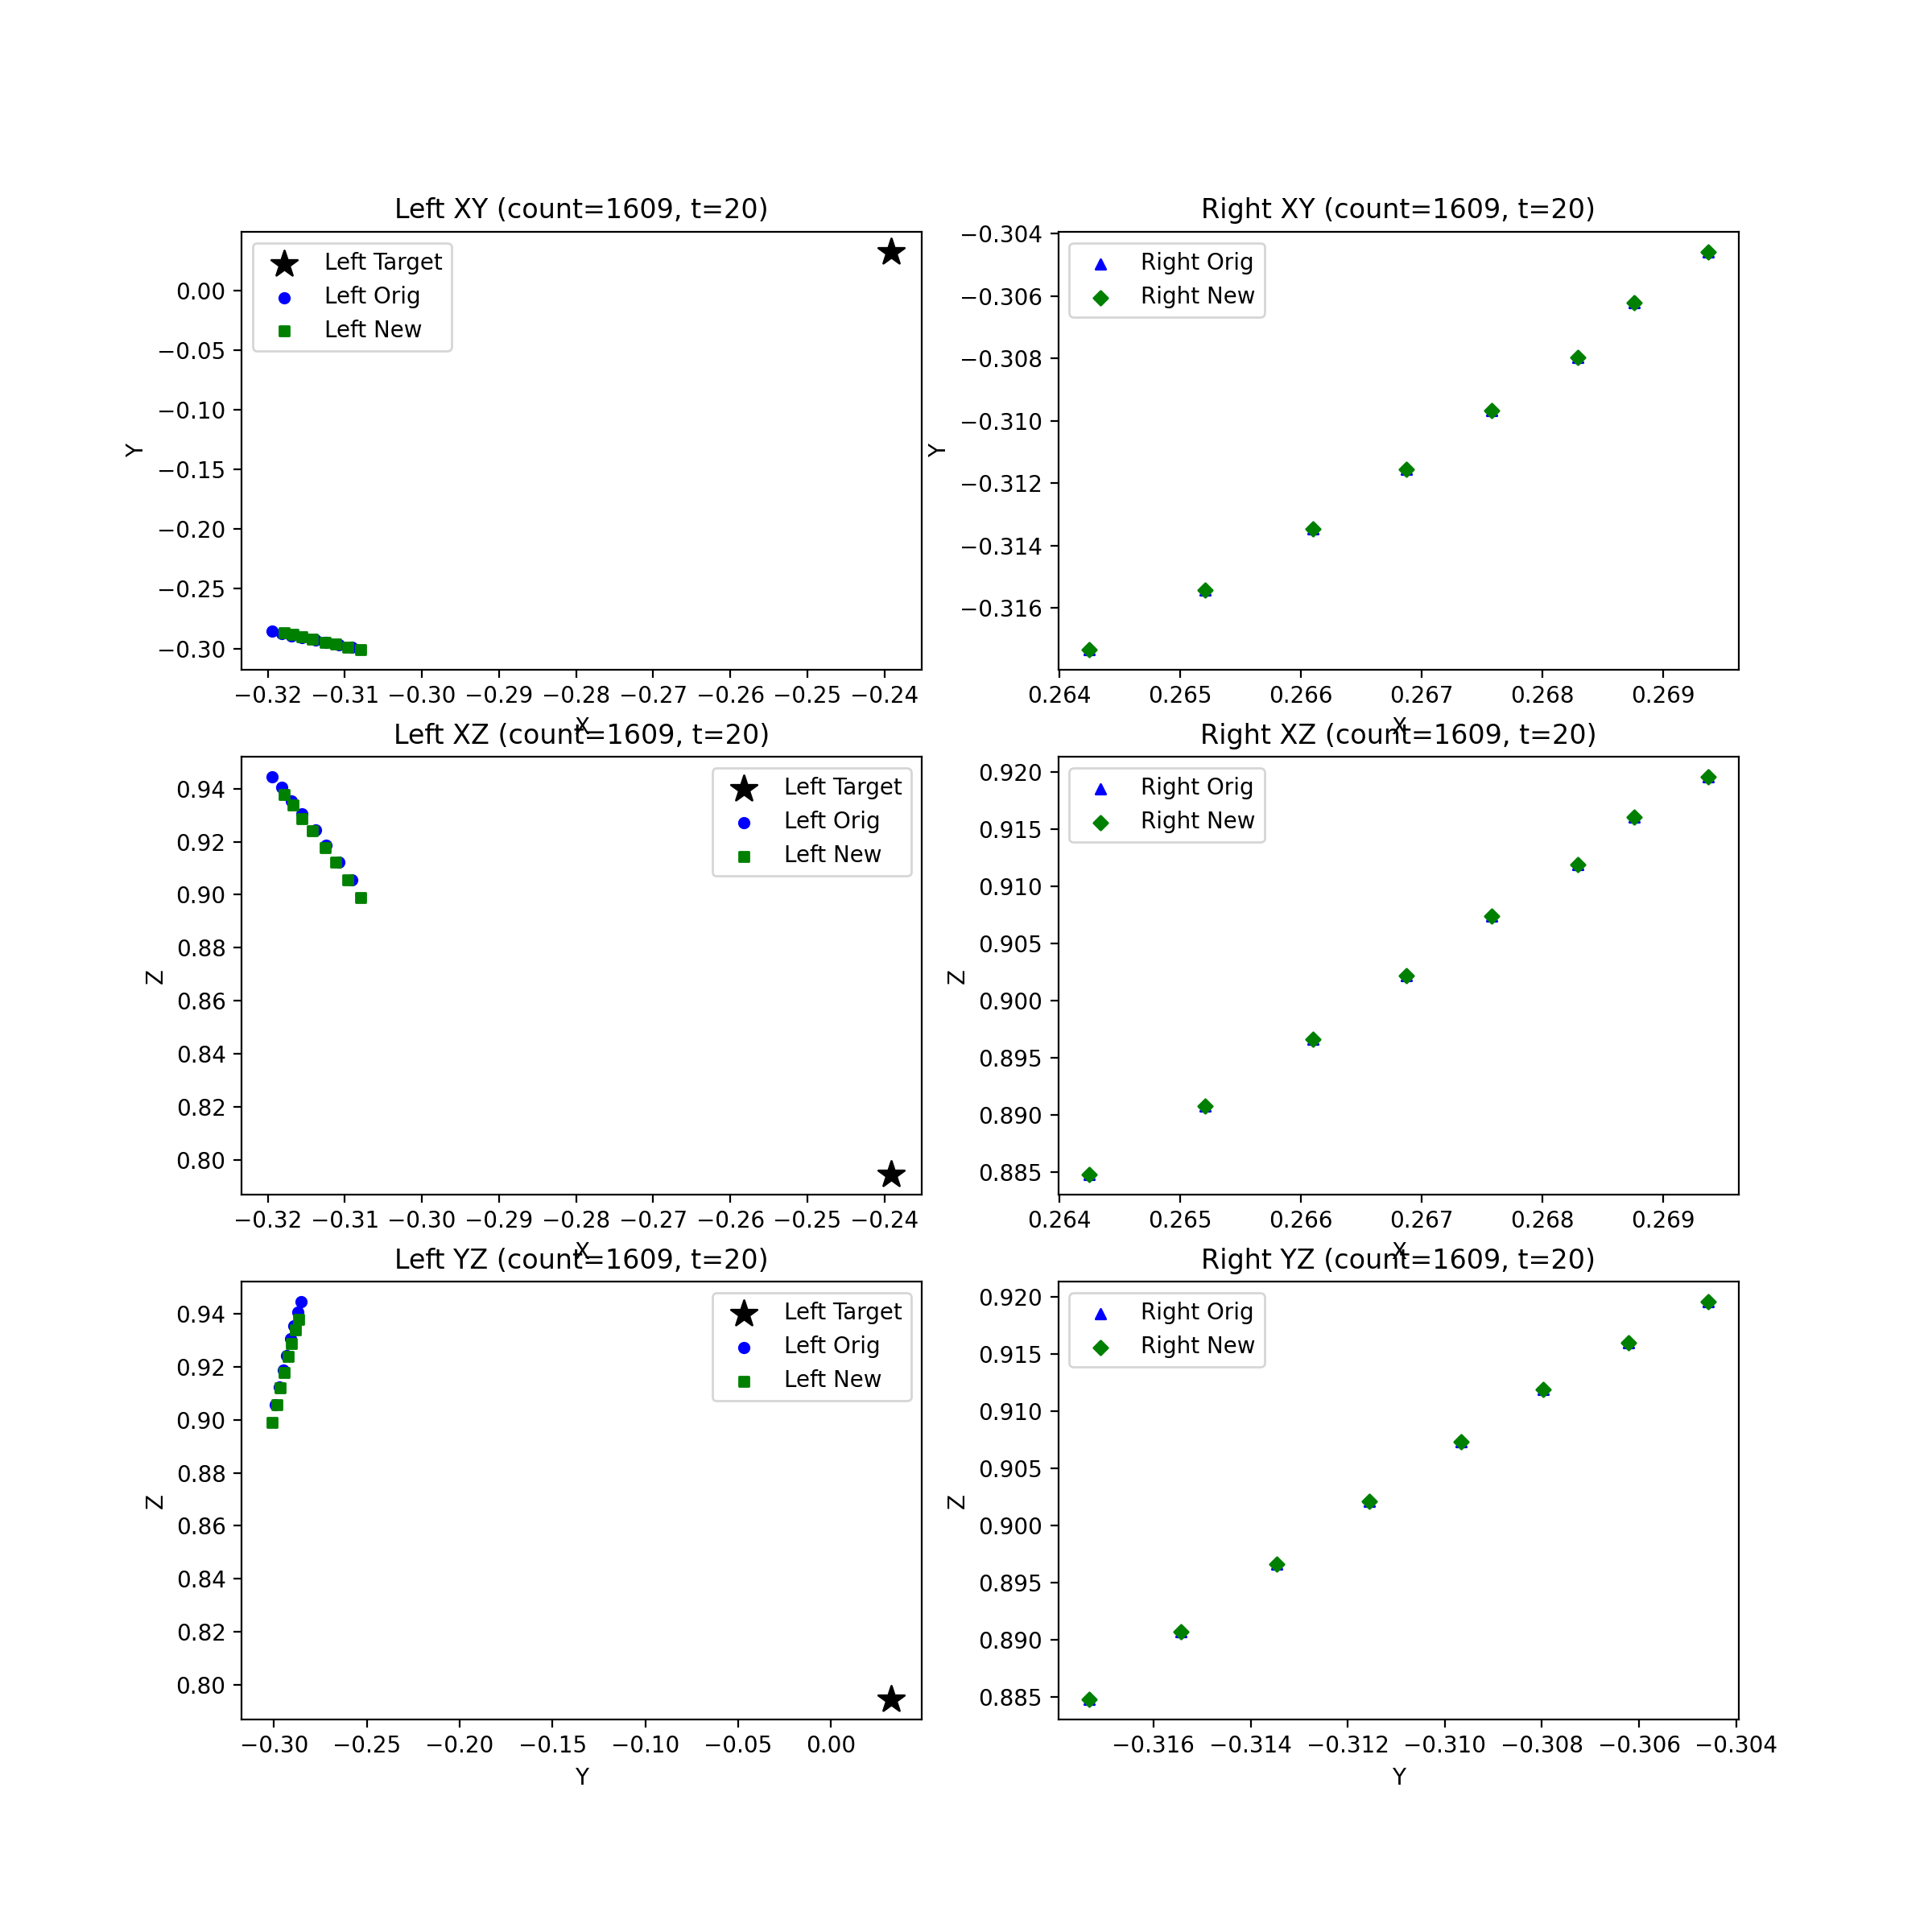 Left XY (count=1609, t=20)
Left Target
Left Orig
Left New
0.00
−0.05
−0.10
−0.15
−0.20
−0.25
−0.30
Y
−0.32 −0.31 −0.30 −0.29 −0.28 −0.27 −0.26 −0.25 −0.24
X
Right XY (count=1609, t=20)
Right Orig
Right New
−0.304
−0.306
−0.308
−0.310
−0.312
−0.314
−0.316
Y
0.264 0.265 0.266 0.267 0.268 0.269
X
Left XZ (count=1609, t=20)
Left Target
Left Orig
Left New
0.94
0.92
0.90
0.88
0.86
0.84
0.82
0.80
Z
−0.32 −0.31 −0.30 −0.29 −0.28 −0.27 −0.26 −0.25 −0.24
X
Right XZ (count=1609, t=20)
Right Orig
Right New
0.920
0.915
0.910
0.905
0.900
0.895
0.890
0.885
Z
0.264 0.265 0.266 0.267 0.268 0.269
X
Left YZ (count=1609, t=20)
Left Target
Left Orig
Left New
0.94
0.92
0.90
0.88
0.86
0.84
0.82
0.80
Z
−0.30 −0.25 −0.20 −0.15 −0.10 −0.05 0.00
Y
Right YZ (count=1609, t=20)
Right Orig
Right New
0.920
0.915
0.910
0.905
0.900
0.895
0.890
0.885
Z
−0.316 −0.314 −0.312 −0.310 −0.308 −0.306 −0.304
Y